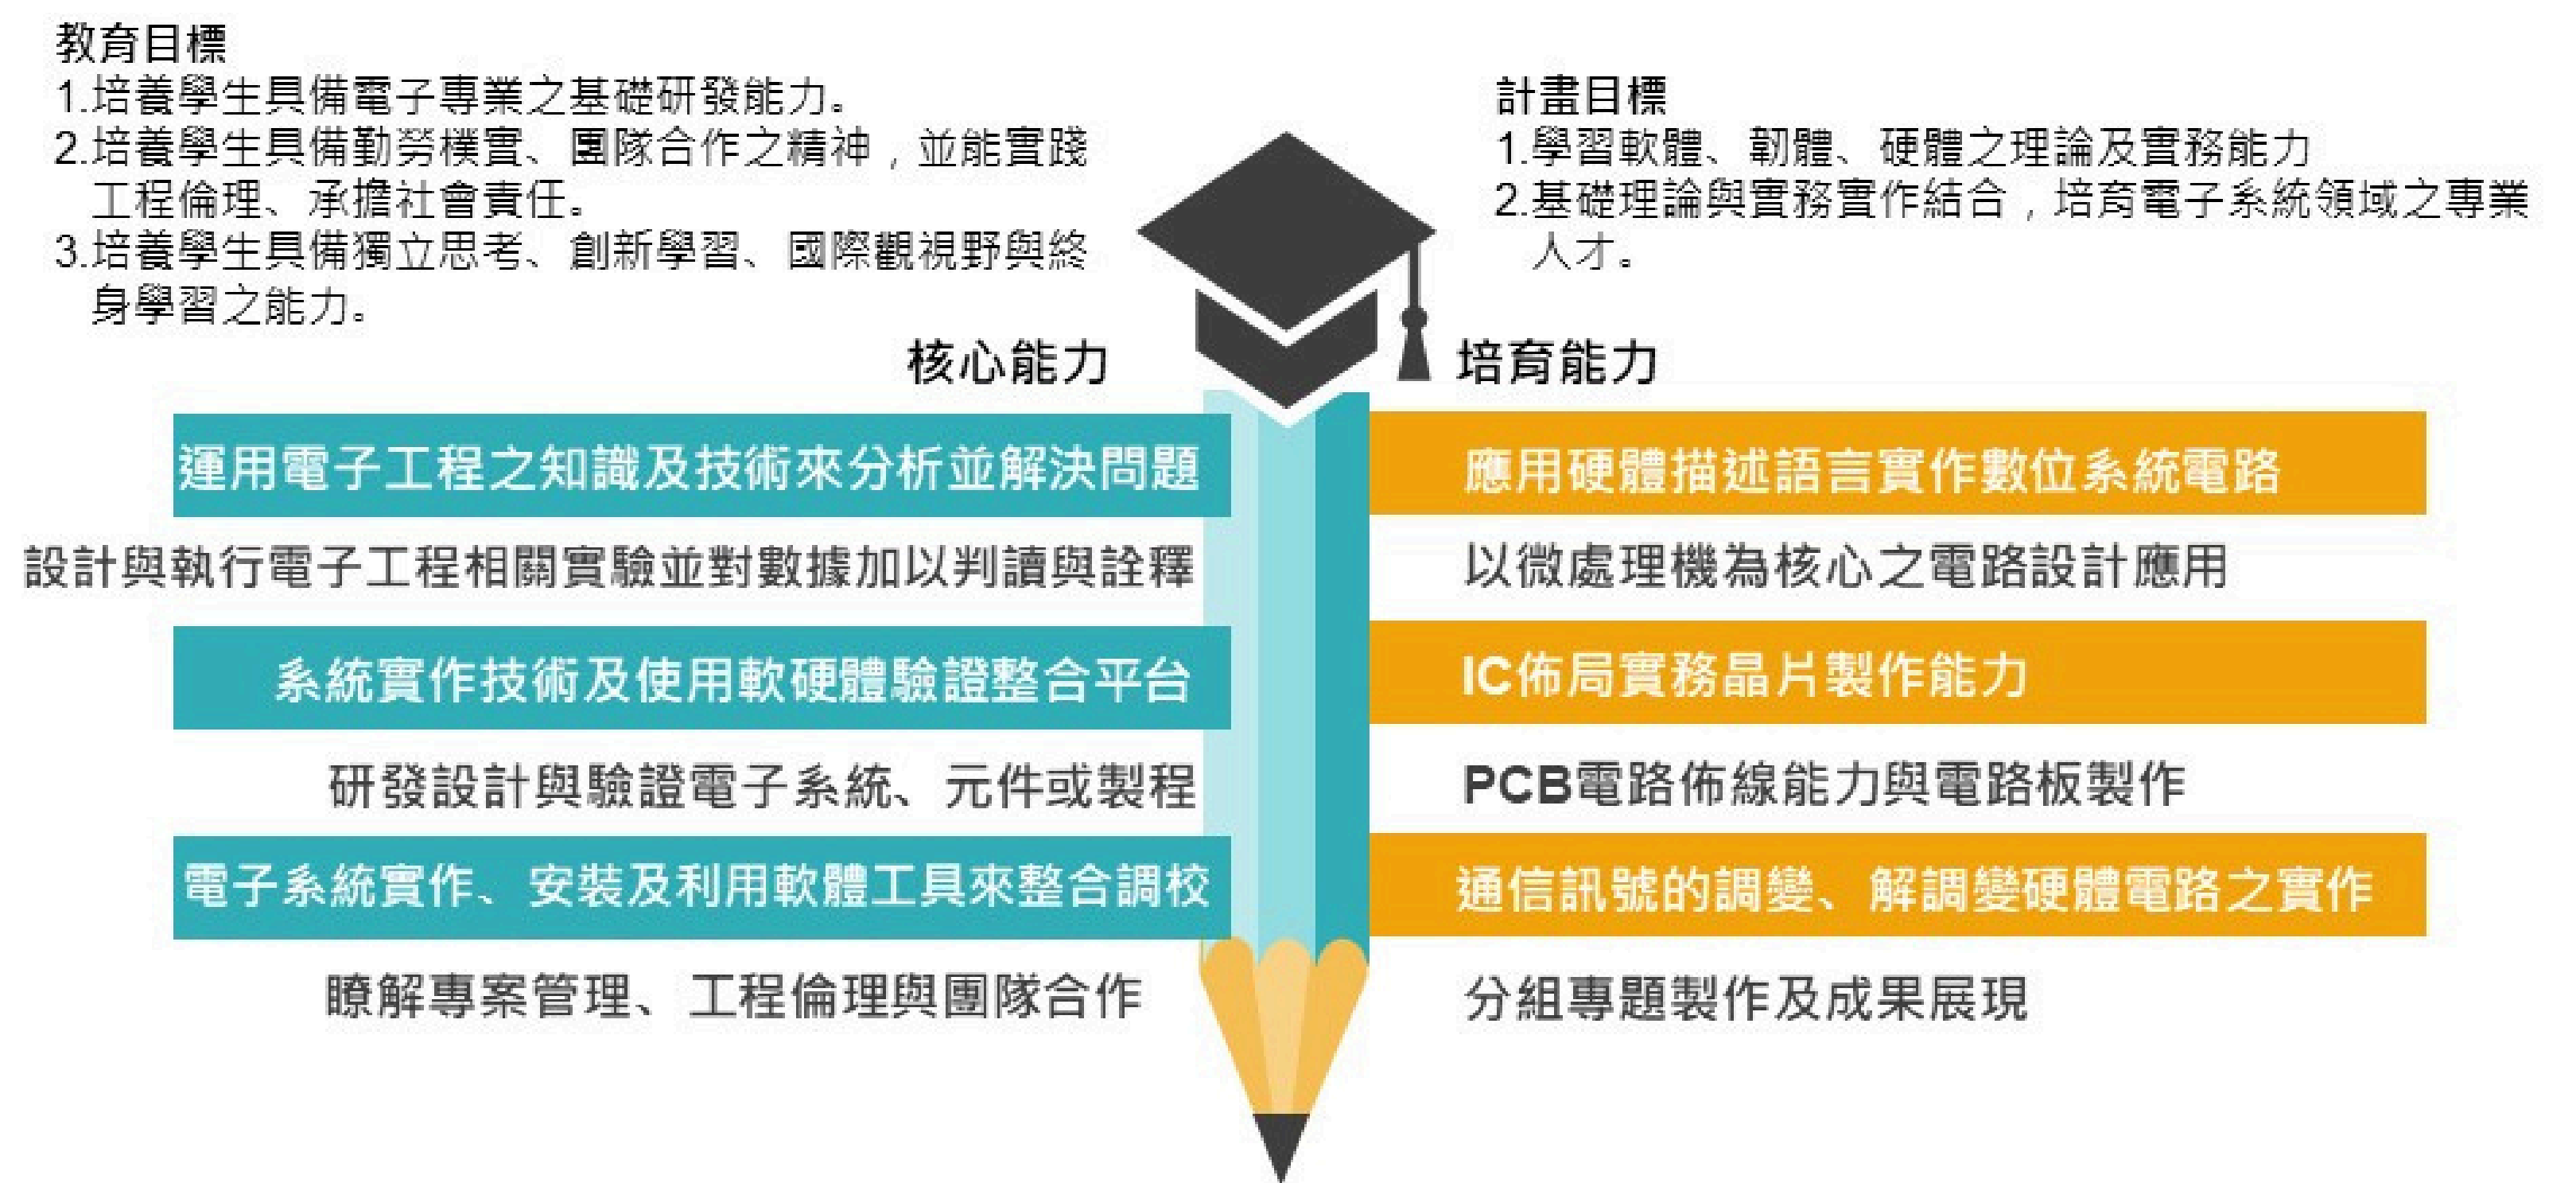 教育目標
1.培養學生具備電子專業之基礎研發能力。
2.培養學生具備勤勞樸實、團隊合作之精神，並能實踐
工程倫理、承擔社會責任。
3.培養學生具備獨立思考、創新學習、國際觀視野與終
身學習之能力。
計畫目標
1.學習軟體、韌體、硬體之理論及實務能力
2.基礎理論與實務實作結合，培育電子系統領域之專業
人才。
核心能力
運用電子工程之知識及技術來分析並解決問題
設計與執行電子工程相關實驗並對數據加以判讀與詮釋
系統實作技術及使用軟硬體驗證整合平台
研發設計與驗證電子系統、元件或製程
電子系統實作、安裝及利用軟體工具來整合調校
瞭解專案管理、工程倫理與團隊合作
培育能力
應用硬體描述語言實作數位系統電路
以微處理機為核心之電路設計應用
IC佈局實務晶片製作能力
PCB電路佈線能力與電路板製作
通信訊號的調變、解調變硬體電路之實作
分組專題製作及成果展現